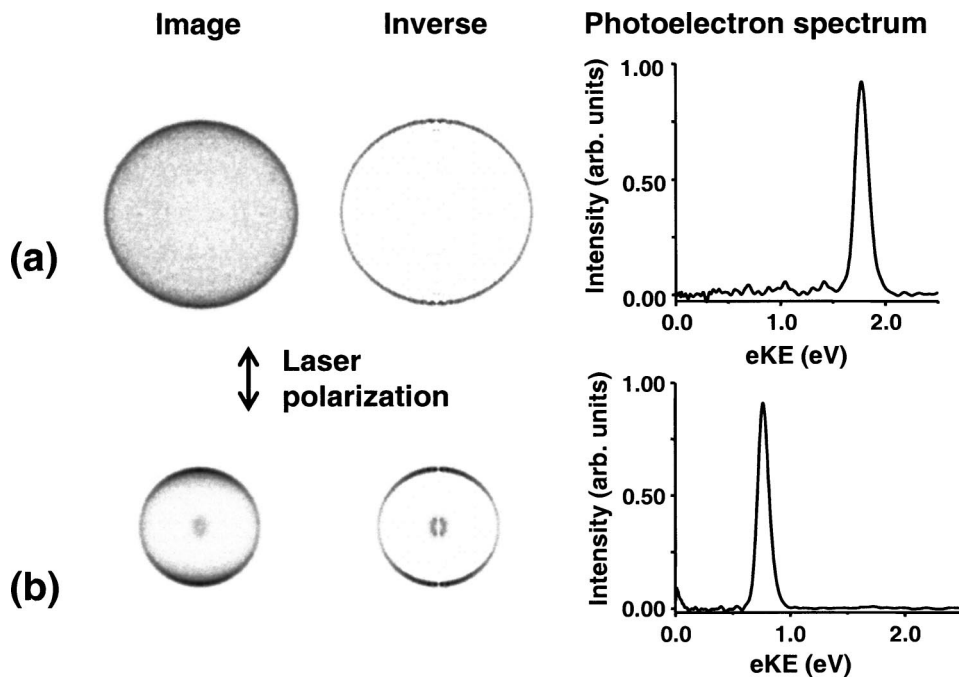 Image
Inverse
Photoelectron spectrum
(a)
Intensity (arb. units)
1.00
0.50
0.00
0.0
1.0
2.0
eKE (eV)
Laser
polarization
(b)
Intensity (arb. units)
1.00
0.50
0.00
0.0
1.0
2.0
eKE (eV)